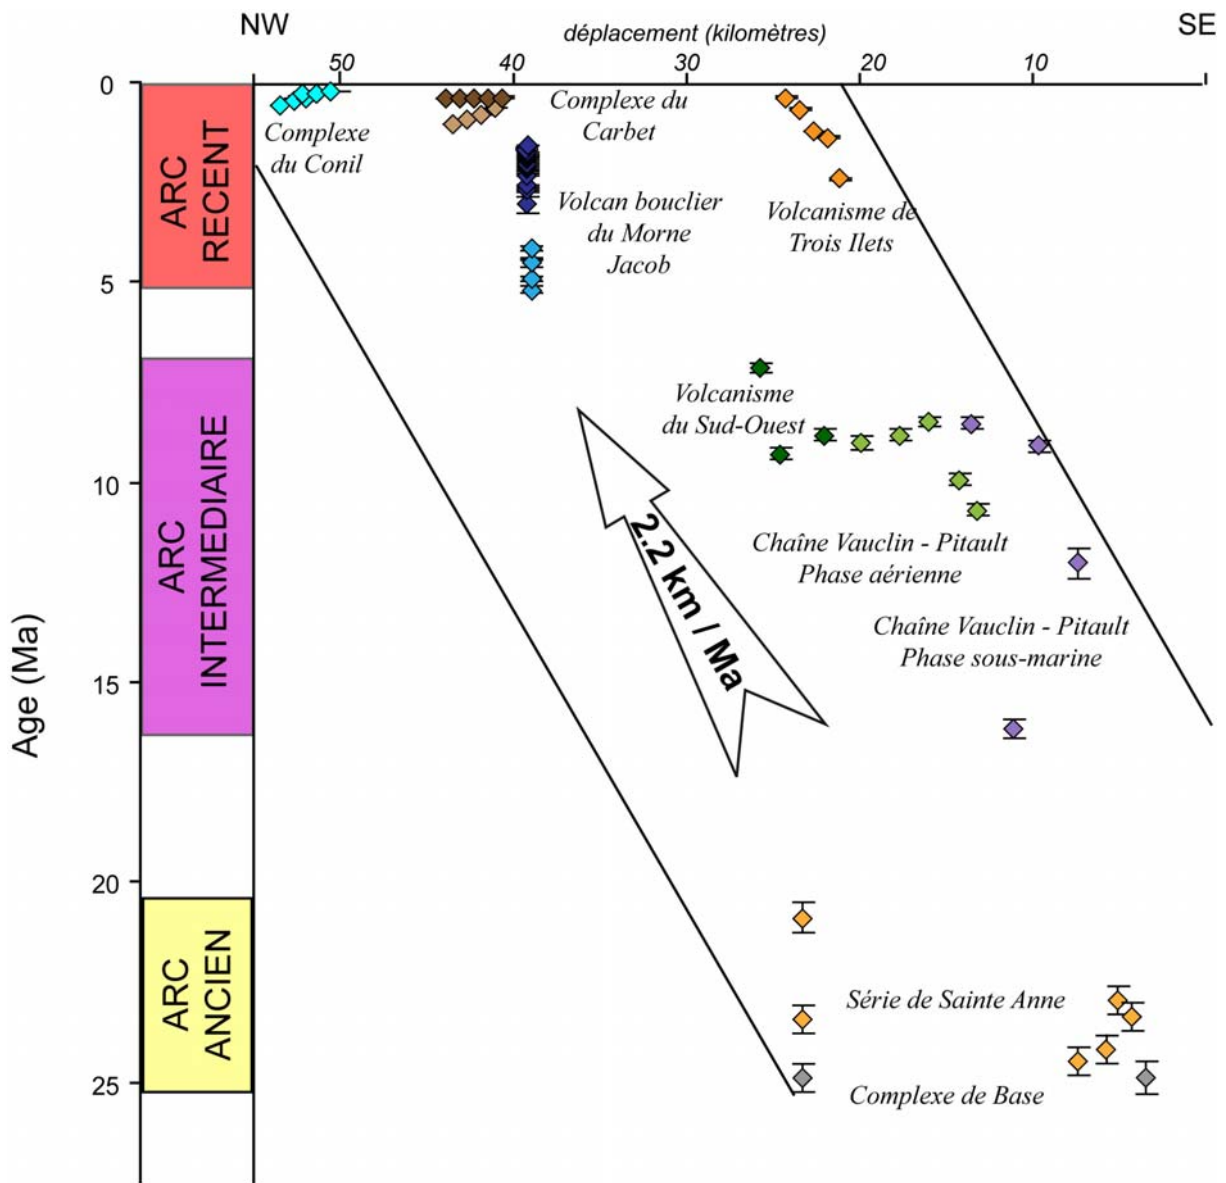 NW
déplacement (kilomètres)
SE
50
40
30
20
10
0
5
10
15
20
25
Age (Ma)
ARC
RECENT
ARC
INTERMEDIAIRE
ARC
ANCIEN
Complexe
du Conil
Complexe du
Carbet
Volcan bouclier
du Morne
Jacob
Volcanisme de
Trois Ilets
Volcanisme
du Sud-Ouest
2.2 km / Ma
Chaîne Vauclin - Pitault
Phase aérienne
Chaîne Vauclin - Pitault
Phase sous-marine
Série de Sainte Anne
Complexe de Base